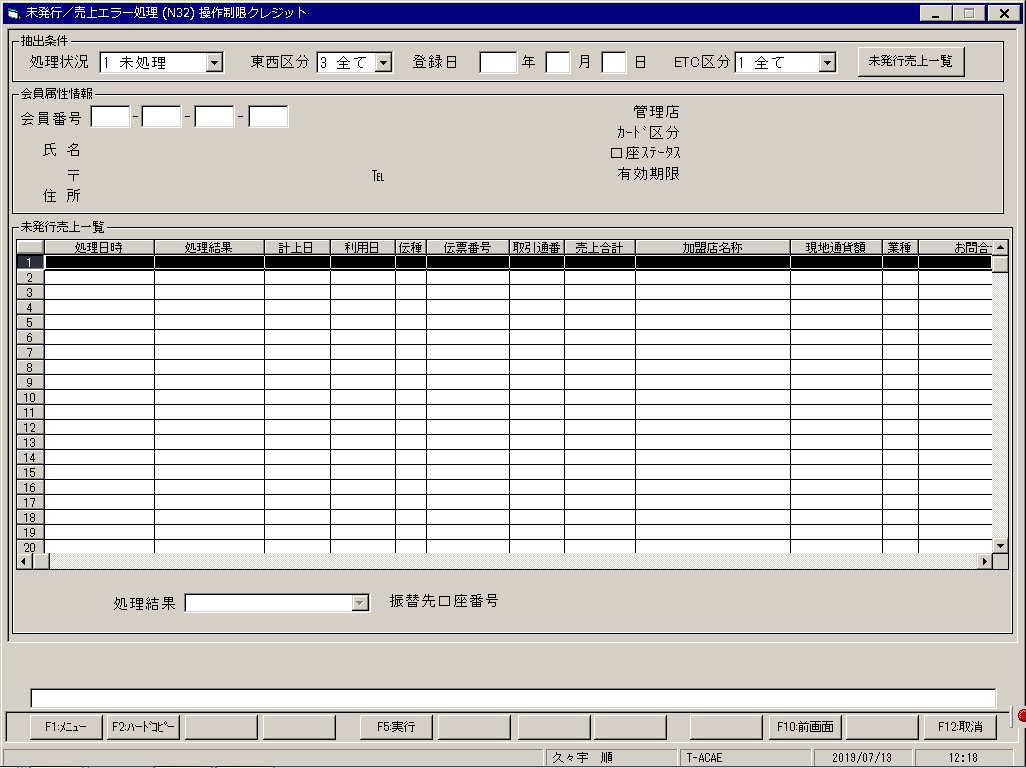 未発行／売上エラー処理 (N32) 操作制限クレジット
抽出条件
処理状況 1 未処理 東西区分 3 全て 登録日 年 月 日 ETC区分 1 全て 未発行売上一覧
会員属性情報
会員番号 - - - 管理店
ｶｰﾄﾞ区分
氏 名 口座ｽﾃｰﾀｽ
〒 ℡ 有効期限
住 所
未発行売上一覧
処理日時 処理結果 計上日 利用日 伝種 伝票番号 取引通番 売上合計 加盟店名称 現地通貨額 業種 お問合
1
2
3
4
5
6
7
8
9
10
11
12
13
14
15
16
17
18
19
20
処理結果 振替先口座番号
F1:ﾒﾆｭｰ F2:ﾊｰﾄﾞｺﾋﾟｰ F5:実行 F10:前画面 F12:取消
久々宇 順 T-ACAE 2019/07/13 12:18